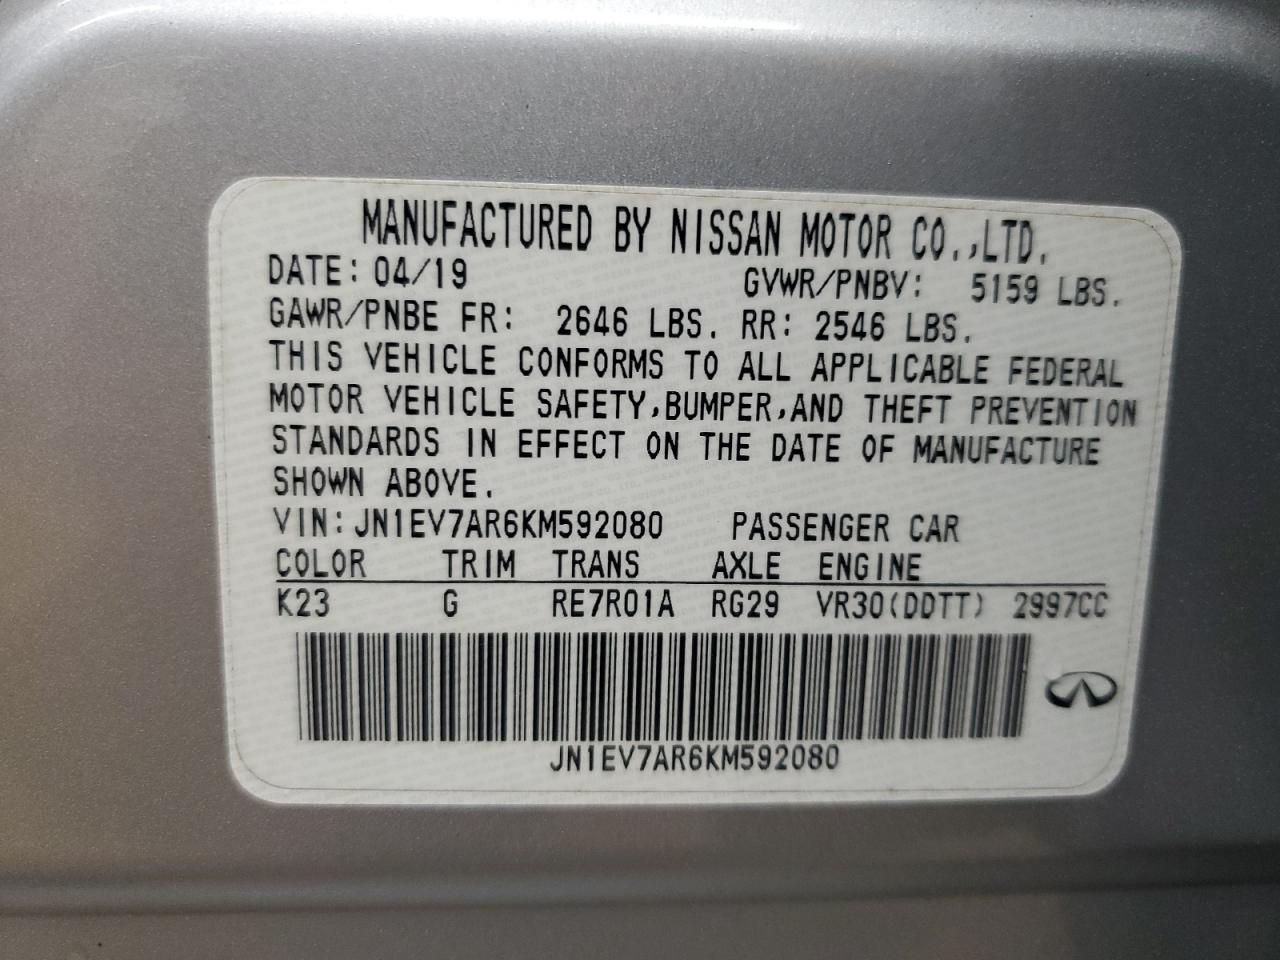 MANUFACTURED BY NISSAN MOTOR CO.,LTD.
DATE: 04/19 GVWR/PNBV: 5159 LBS.
GAWR/PNBE FR: 2646 LBS. RR: 2546 LBS.
THIS VEHICLE CONFORMS TO ALL APPLICABLE FEDERAL
MOTOR VEHICLE SAFETY,BUMPER,AND THEFT PREVENTION
STANDARDS IN EFFECT ON THE DATE OF MANUFACTURE
SHOWN ABOVE.
VIN: JN1EV7AR6KM592080 PASSENGER CAR
COLOR TRIM TRANS AXLE ENGINE
K23 G RE7R01A RG29 VR30(DDTT) 2997CC
JN1EV7AR6KM592080